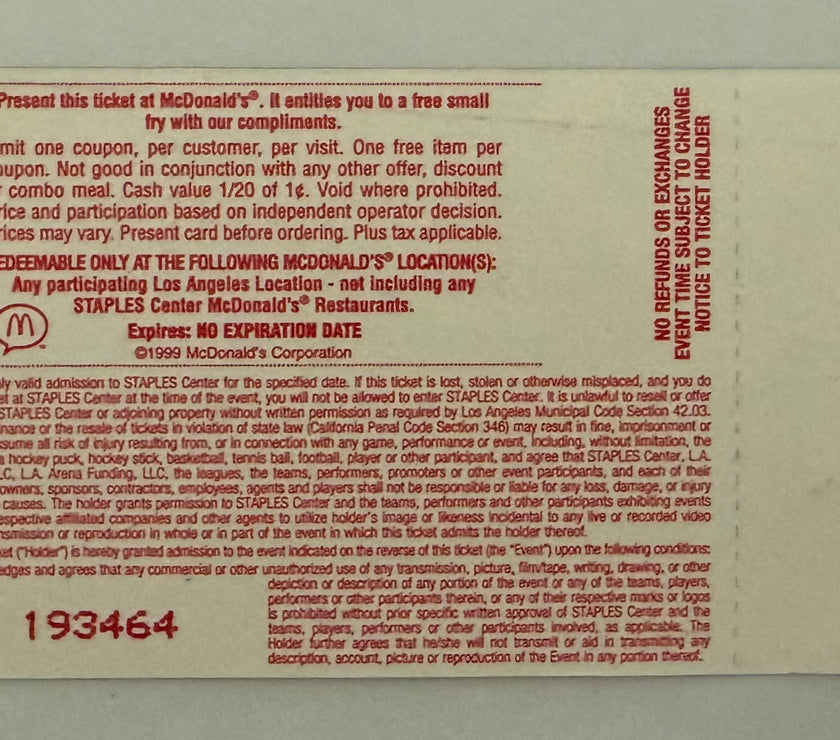 Present this ticket at McDonald's®. It entitles you to a free small
fry with our compliments.
mit one coupon, per customer, per visit. One free item per
oupon. Not good in conjunction with any other offer, discount
r combo meal. Cash value 1/20 of 1¢. Void where prohibited.
rice and participation based on independent operator decision.
rices may vary. Present card before ordering. Plus tax applicable.
EDEEMABLE ONLY AT THE FOLLOWING MCDONALD'S® LOCATION(S):
Any participating Los Angeles Location - not including any
STAPLES Center McDonald's® Restaurants.
Expires: NO EXPIRATION DATE
©1999 McDonald's Corporation
ly valid admission to STAPLES Center for the specified date. If this ticket is lost, stolen or otherwise misplaced, and you do
et at STAPLES Center at the time of the event, you will not be allowed to enter STAPLES Center. It is unlawful to resell or offer
STAPLES Center or adjoining property without written permission as required by Los Angeles Municipal Code Section 42.03.
nance or the resale of tickets in violation of state law (California Penal Code Section 346) may result in fine, imprisonment or
sume all risk of injury resulting from, or in connection with any game, performance or event, including, without limitation, the
a hockey puck, hockey stick, basketball, tennis ball, football, player or other participant, and agree that STAPLES Center, L.A.
LC, L.A. Arena Funding, LLC, the leagues, the teams, performers, promoters or other event participants, and each of their
owners, sponsors, contractors, employees, agents and players shall not be responsible or liable for any loss, damage, or injury
causes. The holder grants permission to STAPLES Center and the teams, performers and other participants exhibiting events
espective affiliated companies and other agents to utilize holder's image or likeness incidental to any live or recorded video
nsmission or reproduction in whole or in part of the event in which this ticket admits the holder thereof.
ket ("Holder") is hereby granted admission to the event indicated on the reverse of this ticket (the "Event") upon the following conditions:
edges and agrees that any commercial or other unauthorized use of any transmission, picture, film/tape, writing, drawing, or other
depiction or description of any portion of the event or any of the teams, players,
performers or other participants therein, or any of their respective marks or logos
is prohibited without prior specific written approval of STAPLES Center and the
teams, players, performers or other participants involved, as applicable. The
Holder further agrees that he/she will not transmit or aid in transmitting any
description, account, picture or reproduction of the Event in any portion thereof.
193464
NO REFUNDS OR EXCHANGES
EVENT TIME SUBJECT TO CHANGE
NOTICE TO TICKET HOLDER